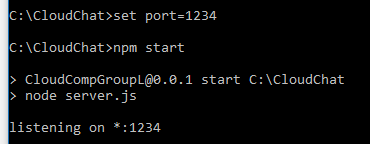 C:\CloudChat>set port=1234
C:\CloudChat>npm start
> CloudCompGroupL@0.0.1 start C:\CloudChat
> node server.js
listening on *:1234